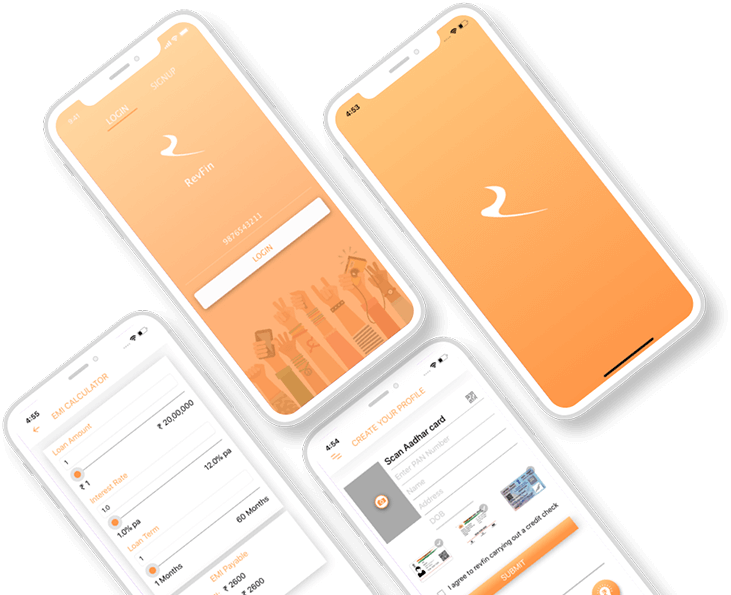 9:41
LOGIN
SIGNUP
RevFin
9876543211
LOGIN
4:53
4:55
EMI CALCULATOR
Loan Amount
1
₹ 20,00,000
₹ 1
Interest Rate
1.0
12.0% pa
1.0% pa
Loan Term
1
60 Months
1 Months
EMI Payable
₹ 2600
₹ 2600
4:54
CREATE YOUR PROFILE
Scan Aadhar card
Enter PAN Number
Name
Address
DOB
I agree to revfin carrying out a credit check
SUBMIT